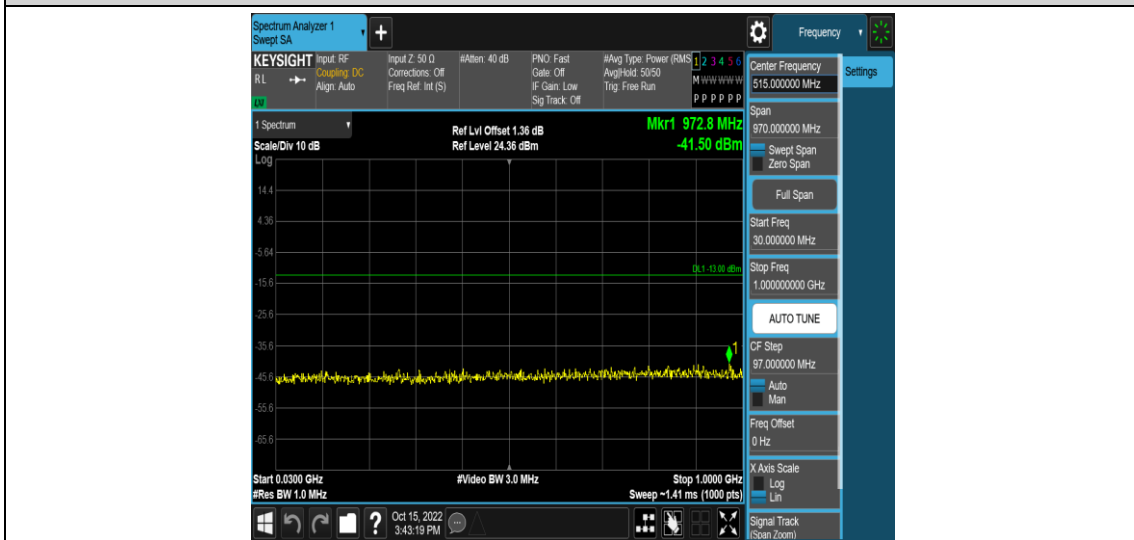 Spectrum Analyzer 1
Swept SA
+
Frequency
KEYSIGHT
RL
Input: RF
Coupling: DC
Align: Auto
Input Z: 50 Ω
Corrections: Off
Freq Ref: Int (S)
#Atten: 40 dB
PNO: Fast
Gate: Off
IF Gain: Low
Sig Track: Off
#Avg Type: Power (RMS
Avg|Hold: 50/50
Trig: Free Run
1 2 3 4 5 6
M W W W W W
P P P P P P
Center Frequency
515.000000 MHz
Settings
1 Spectrum
Ref Lvl Offset 1.36 dB
Mkr1 972.8 MHz
Scale/Div 10 dB
Ref Level 24.36 dBm
-41.50 dBm
Log
14.4
4.36
-5.64
-15.6
-25.6
-35.6
-45.6
-55.6
-65.6
DL1 -13.00 dBm
1
Start 0.0300 GHz
#Video BW 3.0 MHz
Stop 1.0000 GHz
#Res BW 1.0 MHz
Sweep ~1.41 ms (1000 pts)
Span
970.000000 MHz
Swept Span
Zero Span
Full Span
Start Freq
30.000000 MHz
Stop Freq
1.000000000 GHz
AUTO TUNE
CF Step
97.000000 MHz
Auto
Man
Freq Offset
0 Hz
X Axis Scale
Log
Lin
Signal Track
(Span Zoom)
?
Oct 15, 2022
3:43:19 PM